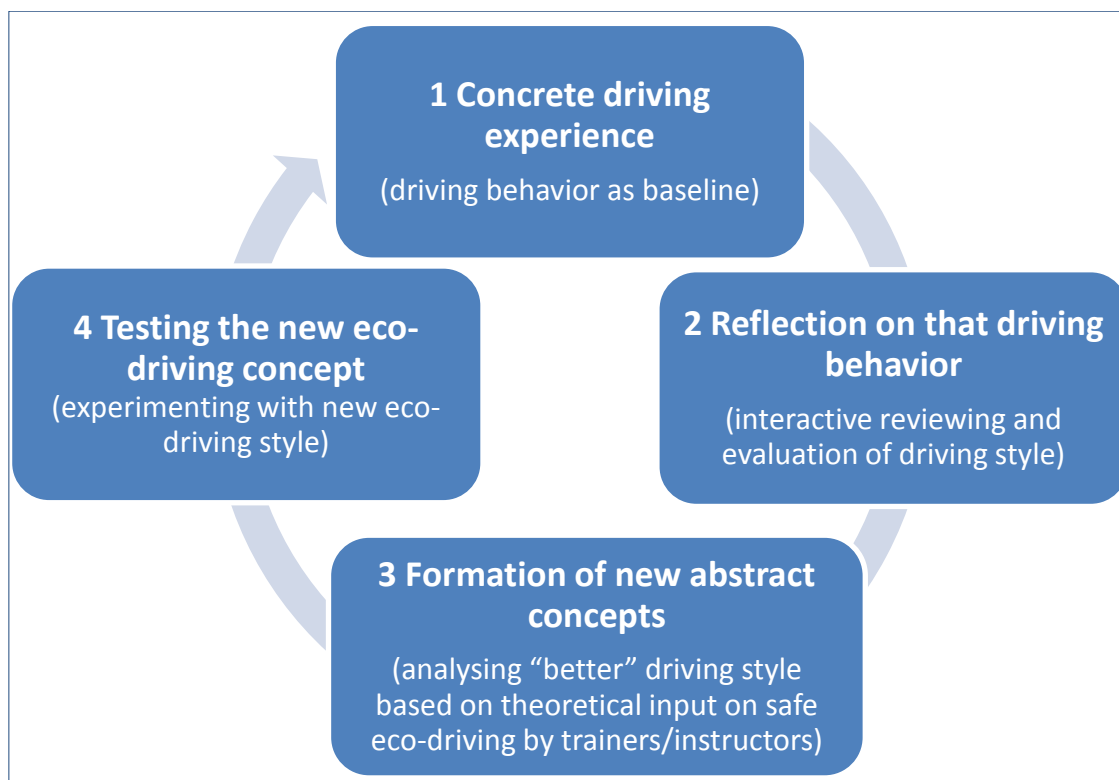 1 Concrete driving
experience
(driving behavior as baseline)
2 Reflection on that driving
behavior
(interactive reviewing and
evaluation of driving style)
3 Formation of new abstract
concepts
(analysing “better” driving style
based on theoretical input on safe
eco-driving by trainers/instructors)
4 Testing the new eco-
driving concept
(experimenting with new eco-
driving style)